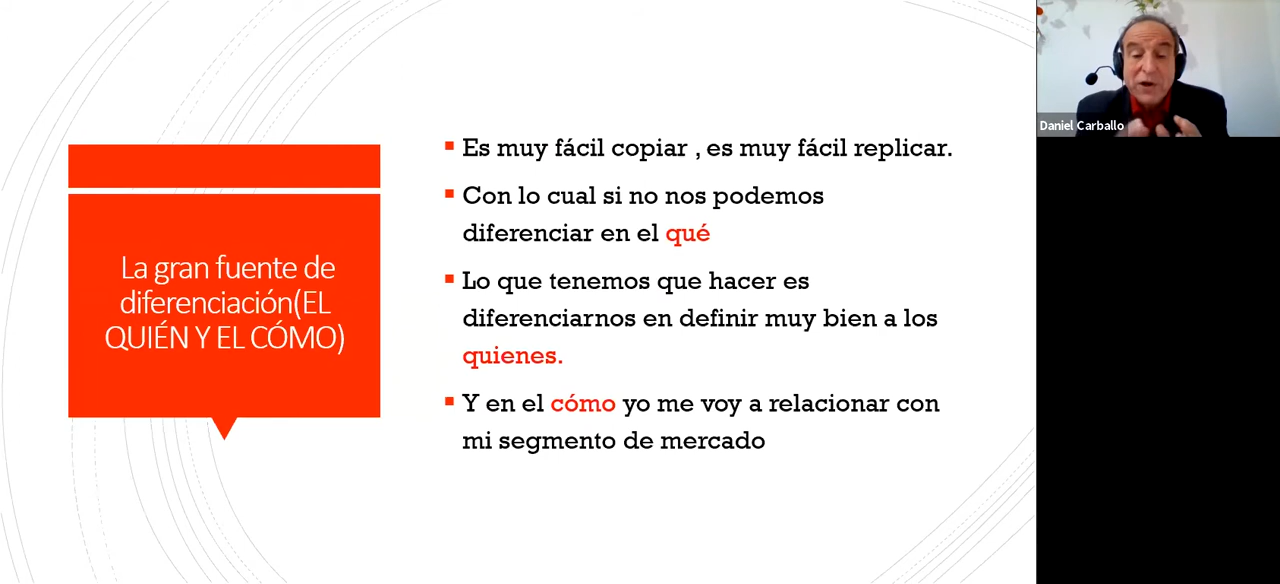 La gran fuente de
diferenciación(EL
QUIÉN Y EL CÓMO)
Es muy fácil copiar , es muy fácil replicar.
Con lo cual si no nos podemos
diferenciar en el qué
Lo que tenemos que hacer es
diferenciarnos en definir muy bien a los
quienes.
Y en el cómo yo me voy a relacionar con
mi segmento de mercado
Daniel Carballo